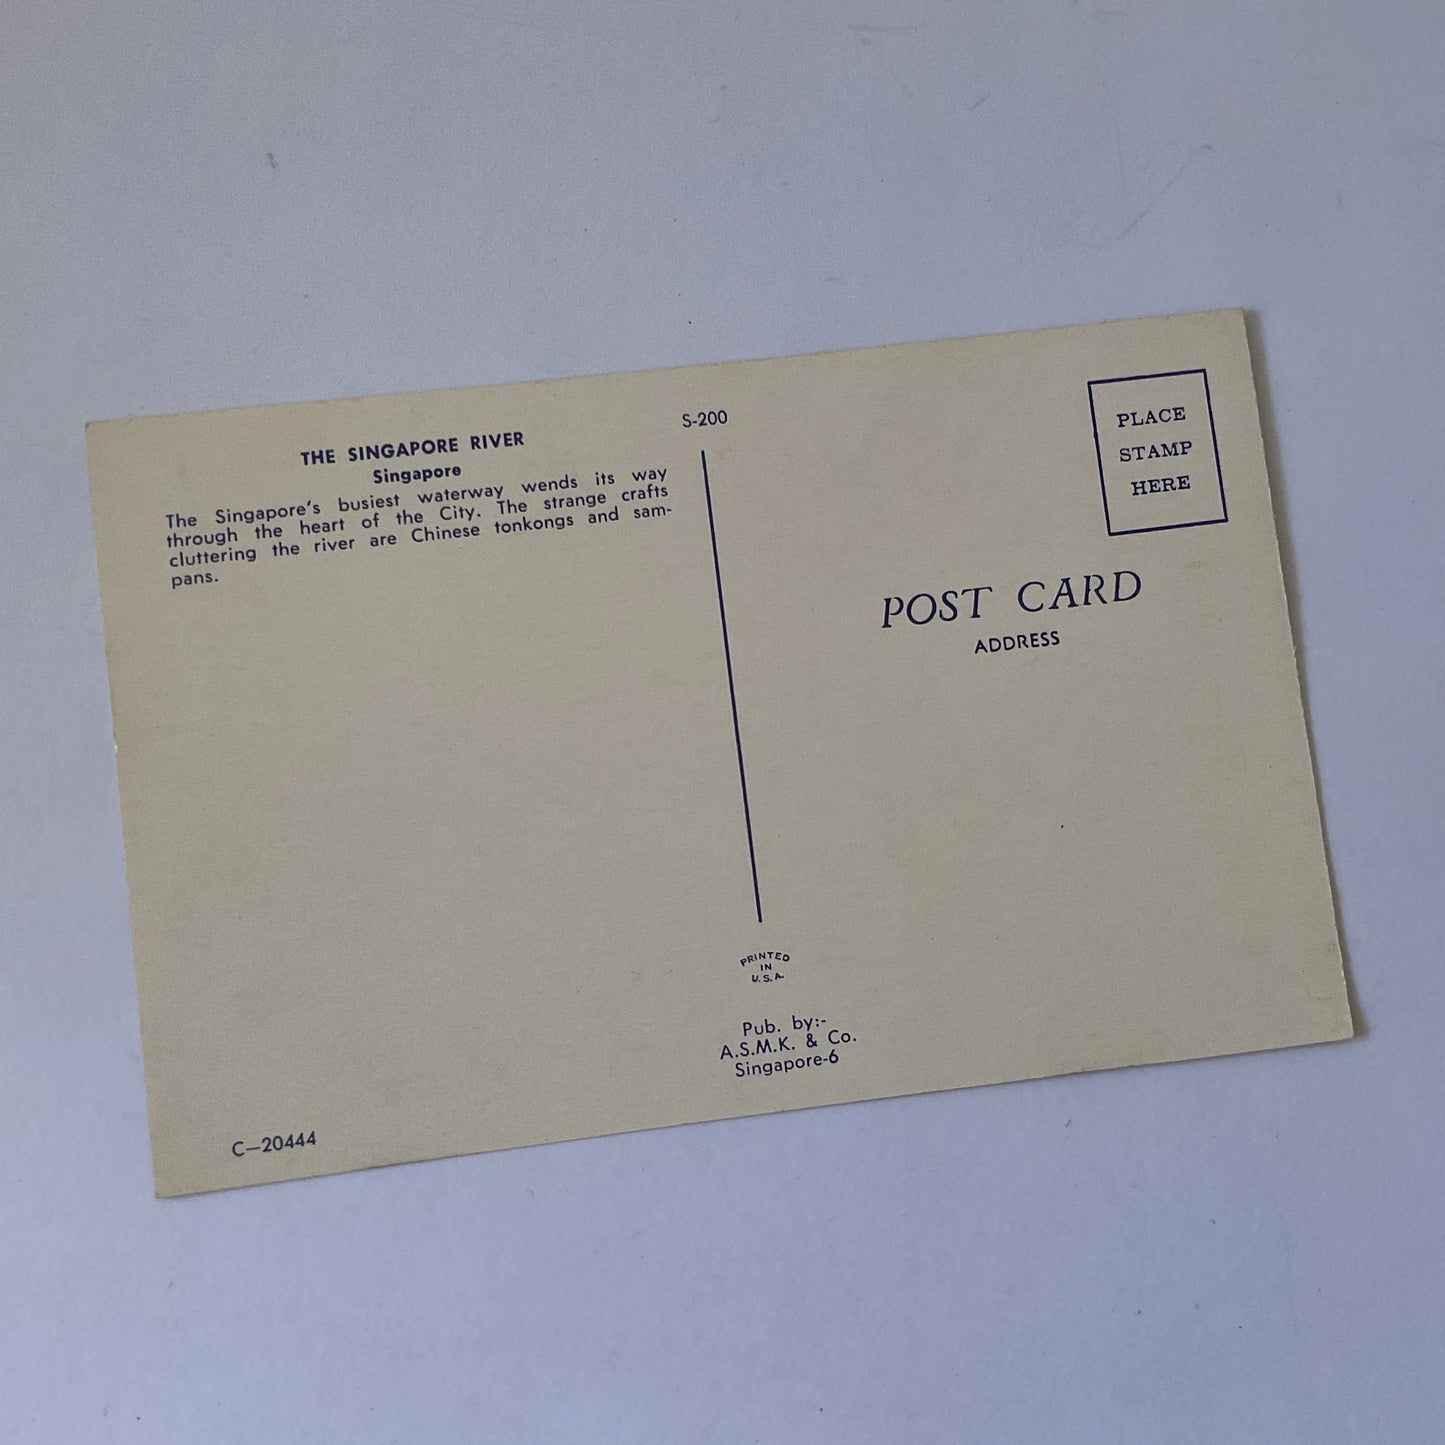 THE SINGAPORE RIVER
Singapore
The Singapore's busiest waterway wends its way
through the heart of the City. The strange crafts
cluttering the river are Chinese tonkongs and sam-
pans.
C—20444
S-200
PRINTED
IN
U.S.A.
Pub. by:-
A.S.M.K. & Co.
Singapore-6
PLACE
STAMP
HERE
POST CARD
ADDRESS